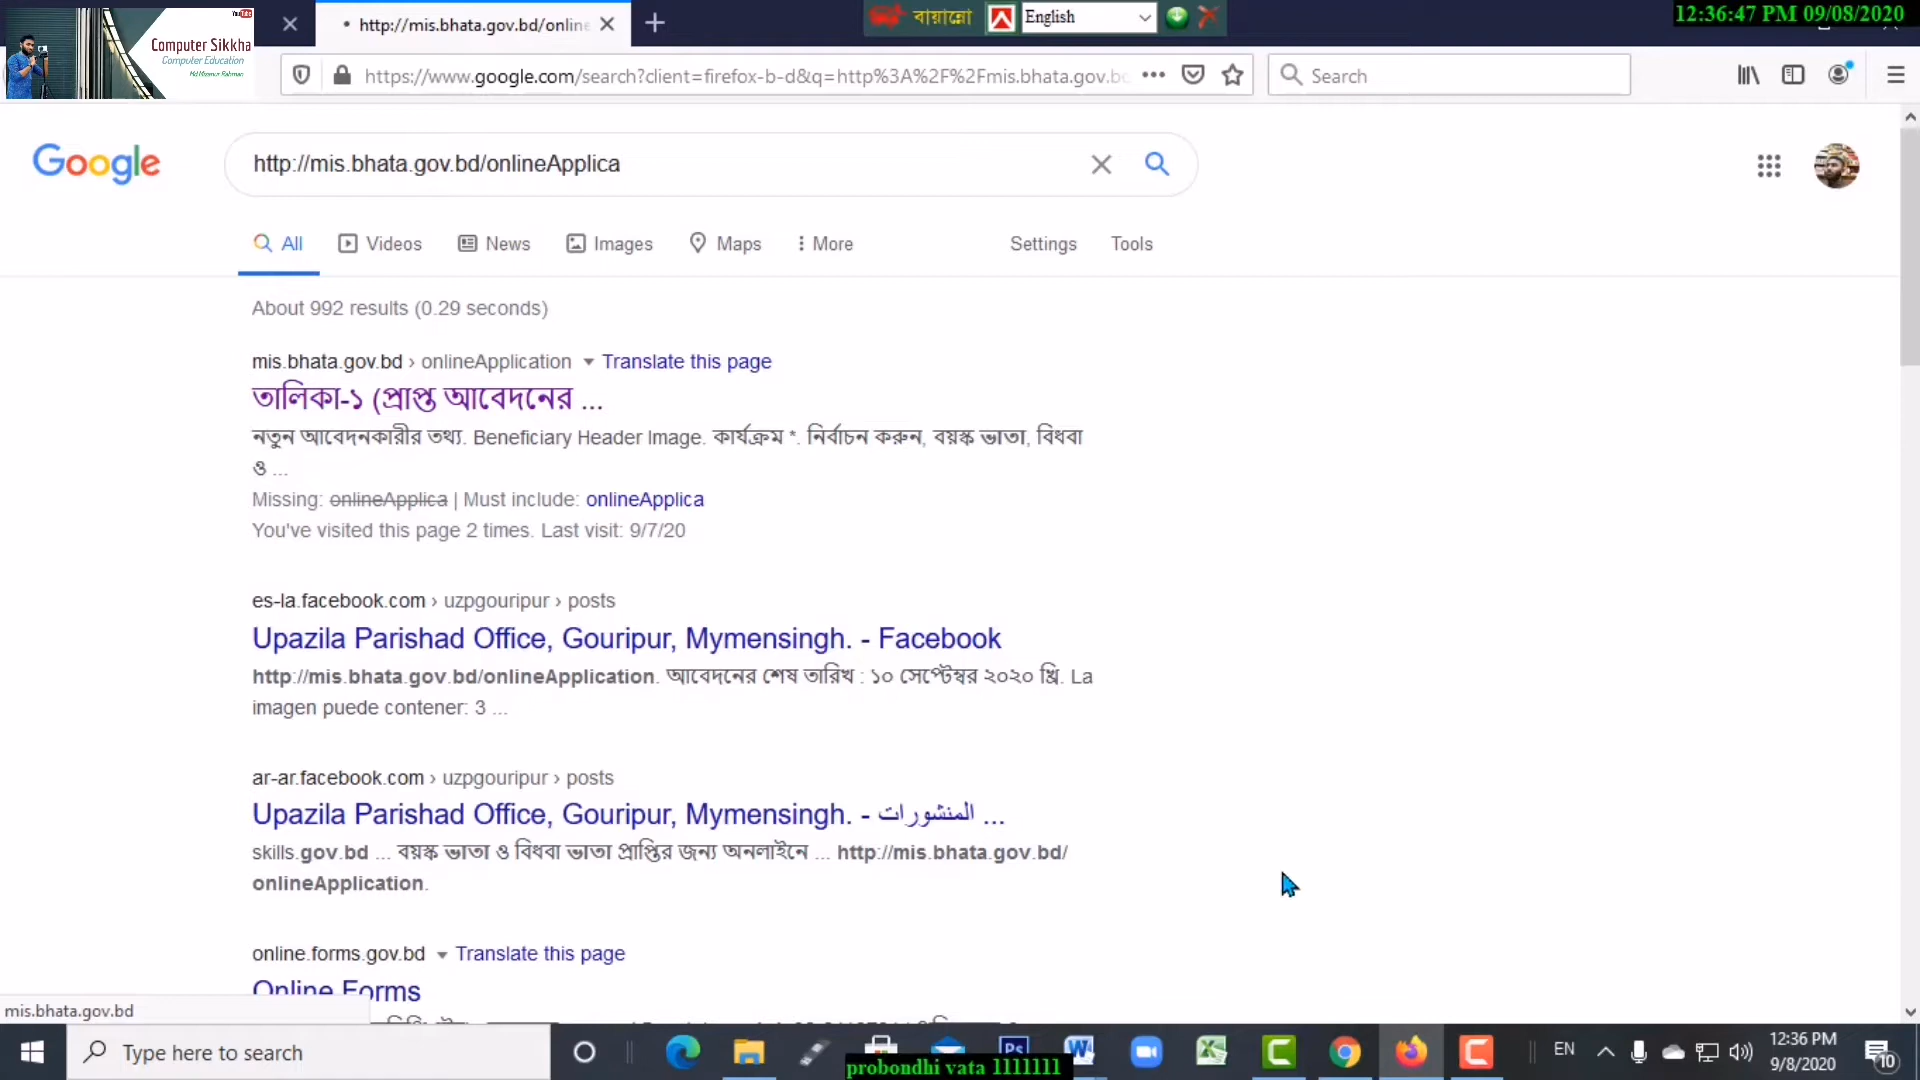 YouTube
Computer Sikkha
Computer Education
Md Mizanur Rahman
http://mis.bhata.gov.bd/online
বায়ান্নো
English
12:36:47 PM 09/08/2020
https://www.google.com/search?client=firefox-b-d&q=http%3A%2F%2Fmis.bhata.gov.bd
Search
Google
http://mis.bhata.gov.bd/onlineApplica
All
Videos
News
Images
Maps
More
Settings
Tools
About 992 results (0.29 seconds)
mis.bhata.gov.bd › onlineApplication ▾ Translate this page
তালিকা-১ (প্রাপ্ত আবেদনের ...
নতুন আবেদনকারীর তথ্য. Beneficiary Header Image. কার্যক্রম *. নির্বাচন করুন, বয়স্ক ভাতা, বিধবা
ও ...
Missing: onlineApplica | Must include: onlineApplica
You've visited this page 2 times. Last visit: 9/7/20
es-la.facebook.com › uzpgouripur › posts
Upazila Parishad Office, Gouripur, Mymensingh. - Facebook
http://mis.bhata.gov.bd/onlineApplication. আবেদনের শেষ তারিখ : ১০ সেপ্টেম্বর ২০২০ খ্রি. La
imagen puede contener: 3 ...
ar-ar.facebook.com › uzpgouripur › posts
Upazila Parishad Office, Gouripur, Mymensingh. - المنشورات ...
skills.gov.bd ... বয়স্ক ভাতা ও বিধবা ভাতা প্রাপ্তির জন্য অনলাইনে ... http://mis.bhata.gov.bd/
onlineApplication.
online.forms.gov.bd ▾ Translate this page
Online Forms
mis.bhata.gov.bd
Type here to search
Ps
W
probondhi vata 1111111
EN
12:36 PM
9/8/2020
10